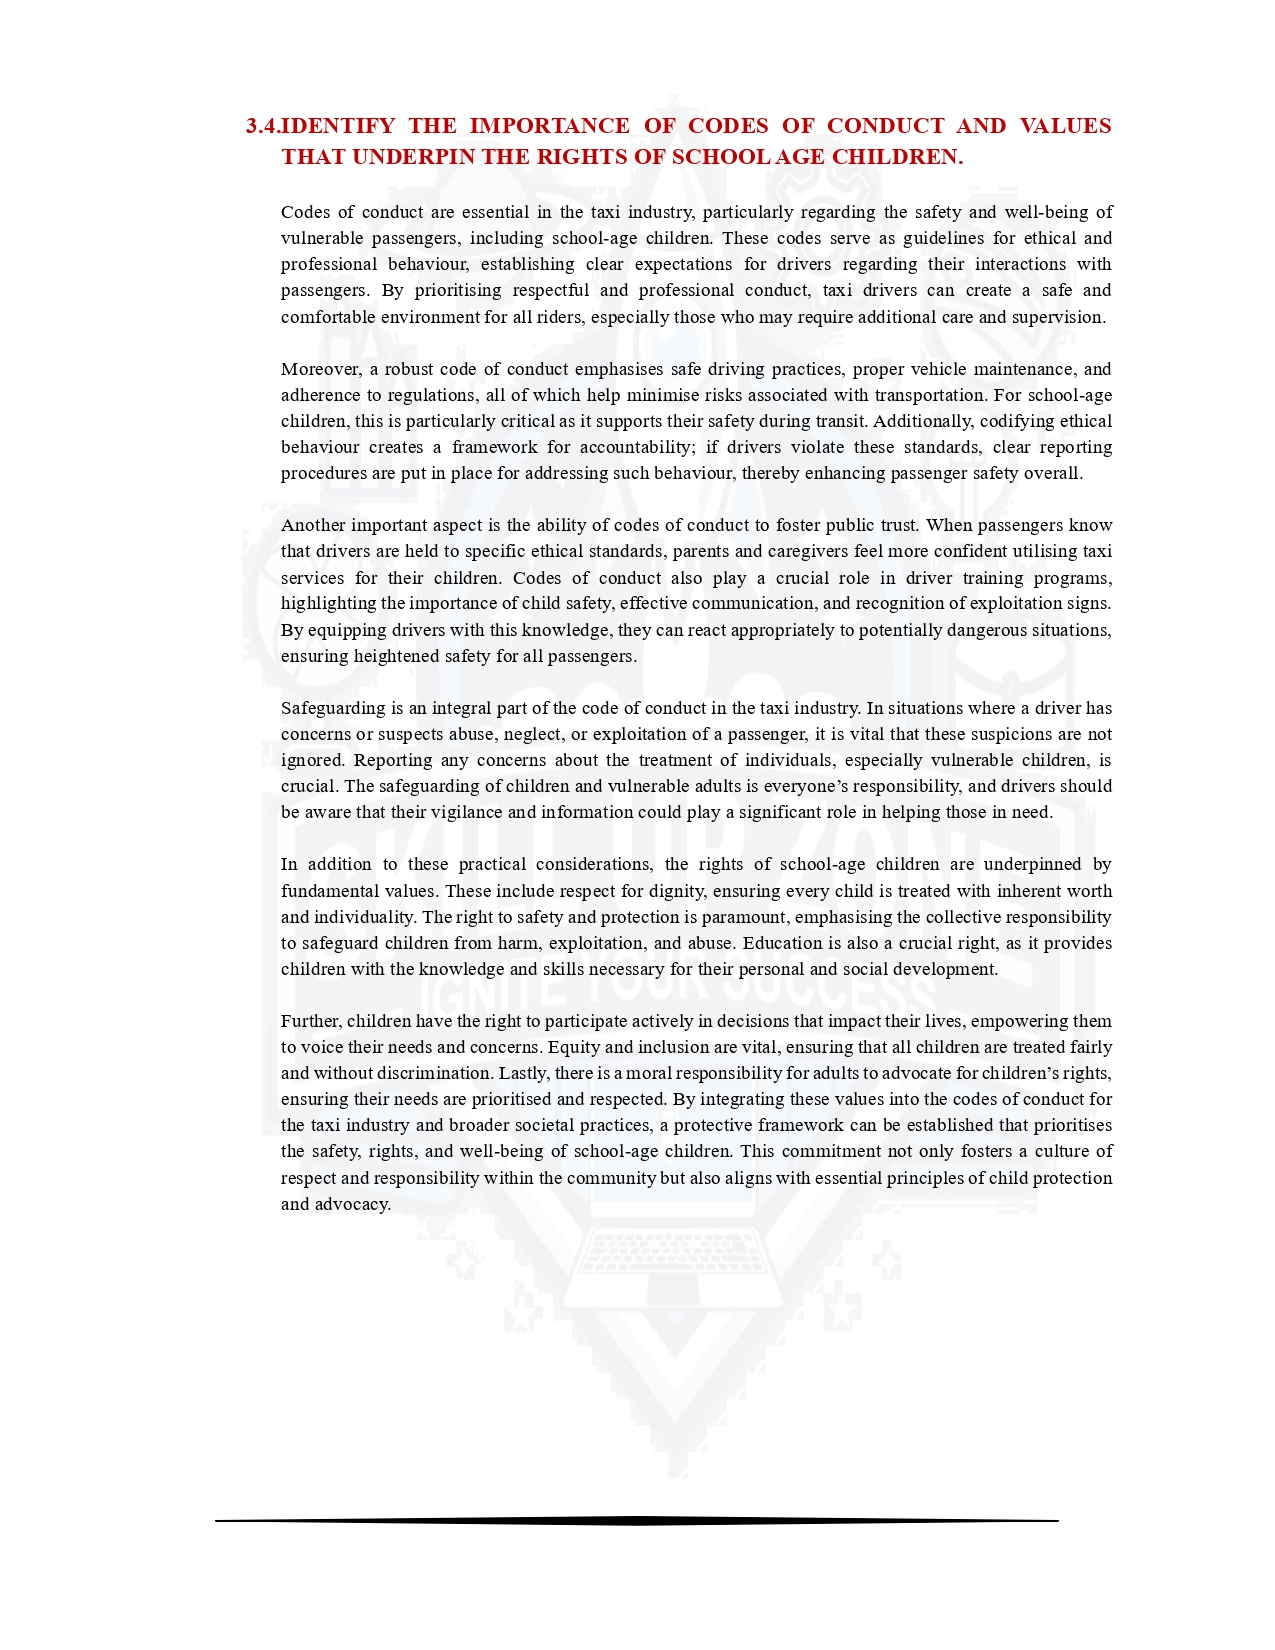 3.4.IDENTIFY THE IMPORTANCE OF CODES OF CONDUCT AND VALUES
THAT UNDERPIN THE RIGHTS OF SCHOOL AGE CHILDREN.
Codes of conduct are essential in the taxi industry, particularly regarding the safety and well-being of
vulnerable passengers, including school-age children. These codes serve as guidelines for ethical and
professional behaviour, establishing clear expectations for drivers regarding their interactions with
passengers. By prioritising respectful and professional conduct, taxi drivers can create a safe and
comfortable environment for all riders, especially those who may require additional care and supervision.
Moreover, a robust code of conduct emphasises safe driving practices, proper vehicle maintenance, and
adherence to regulations, all of which help minimise risks associated with transportation. For school-age
children, this is particularly critical as it supports their safety during transit. Additionally, codifying ethical
behaviour creates a framework for accountability; if drivers violate these standards, clear reporting
procedures are put in place for addressing such behaviour, thereby enhancing passenger safety overall.
Another important aspect is the ability of codes of conduct to foster public trust. When passengers know
that drivers are held to specific ethical standards, parents and caregivers feel more confident utilising taxi
services for their children. Codes of conduct also play a crucial role in driver training programs,
highlighting the importance of child safety, effective communication, and recognition of exploitation signs.
By equipping drivers with this knowledge, they can react appropriately to potentially dangerous situations,
ensuring heightened safety for all passengers.
Safeguarding is an integral part of the code of conduct in the taxi industry. In situations where a driver has
concerns or suspects abuse, neglect, or exploitation of a passenger, it is vital that these suspicions are not
ignored. Reporting any concerns about the treatment of individuals, especially vulnerable children, is
crucial. The safeguarding of children and vulnerable adults is everyone's responsibility, and drivers should
be aware that their vigilance and information could play a significant role in helping those in need.
SKILL UP ZONE
In addition to these practical considerations, the rights of school-age children are underpinned by
fundamental values. These include respect for dignity, ensuring every child is treated with inherent worth
and individuality. The right to safety and protection is paramount, emphasising the collective responsibility
to safeguard children from harm, exploitation, and abuse. Education is also a crucial right, as it provides
children with the knowledge and skills necessary for their personal and social development.
IGNITE YOUR SUCCESS
Further, children have the right to participate actively in decisions that impact their lives, empowering them
to voice their needs and concerns. Equity and inclusion are vital, ensuring that all children are treated fairly
and without discrimination. Lastly, there is a moral responsibility for adults to advocate for children's rights,
ensuring their needs are prioritised and respected. By integrating these values into the codes of conduct for
the taxi industry and broader societal practices, a protective framework can be established that prioritises
the safety, rights, and well-being of school-age children. This commitment not only fosters a culture of
respect and responsibility within the community but also aligns with essential principles of child protection
and advocacy.